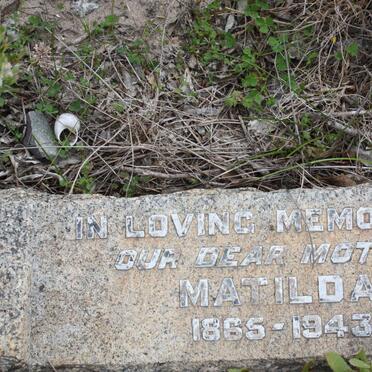 IN LOVING MEMO
OUR DEAR MOT
MATILDA
1865-1943